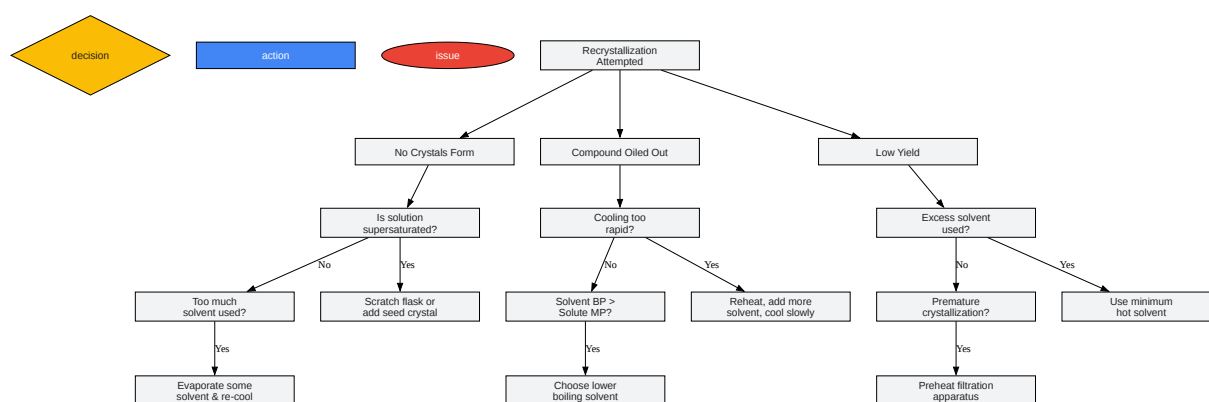 decision
action
issue
Recrystallization
Attempted
No Crystals Form
Compound Oiled Out
Low Yield
Is solution
supersaturated?
Cooling too
rapid?
Excess solvent
used?
No
Yes
No
Yes
No
Yes
Too much
solvent used?
Scratch flask or
add seed crystal
Solvent BP >
Solute MP?
Reheat, add more
solvent, cool slowly
Premature
crystallization?
Use minimum
hot solvent
Yes
Yes
Yes
Evaporate some
solvent & re-cool
Choose lower
boiling solvent
Preheat filtration
apparatus